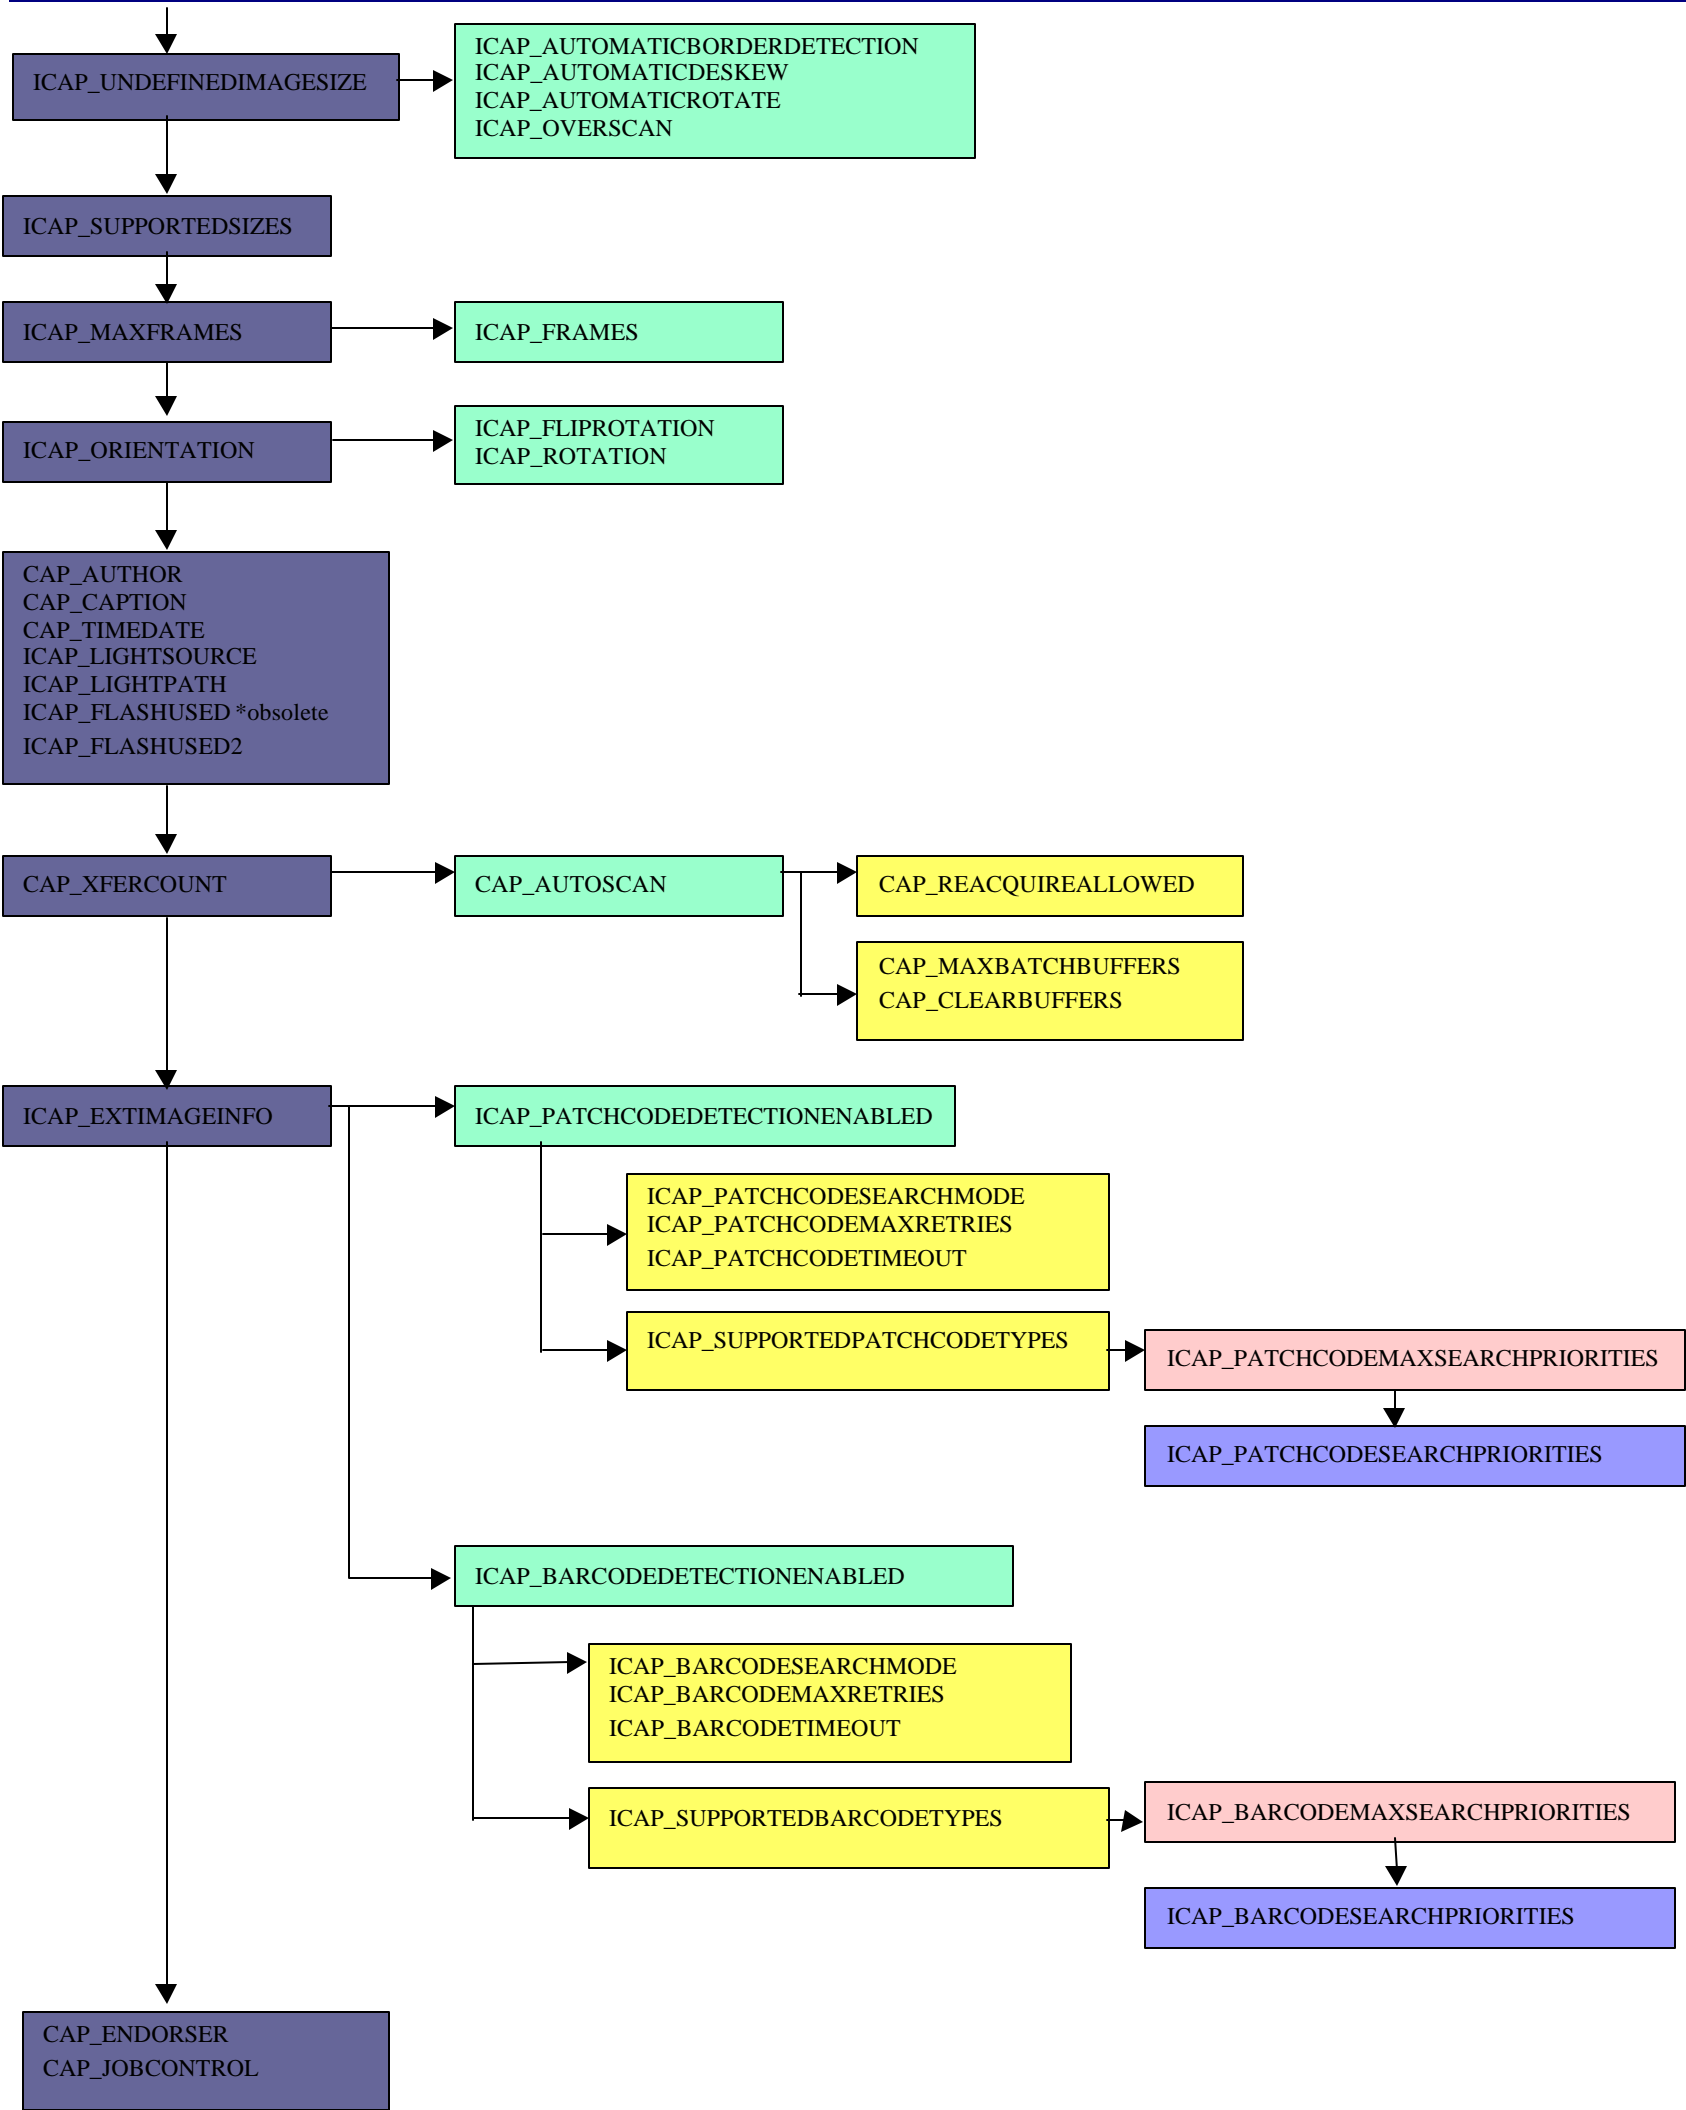 ICAP_UNDEFINEDIMAGESIZE
ICAP_AUTOMATICBORDERDETECTION
ICAP_AUTOMATICDESKEW
ICAP_AUTOMATICROTATE
ICAP_OVERSCAN
ICAP_SUPPORTEDSIZES
ICAP_MAXFRAMES
ICAP_FRAMES
ICAP_ORIENTATION
ICAP_FLIPROTATION
ICAP_ROTATION
CAP_AUTHOR
CAP_CAPTION
CAP_TIMEDATE
ICAP_LIGHTSOURCE
ICAP_LIGHTPATH
ICAP_FLASHUSED *obsolete
ICAP_FLASHUSED2
CAP_XFERCOUNT
CAP_AUTOSCAN
CAP_REACQUIREALLOWED
CAP_MAXBATCHBUFFERS
CAP_CLEARBUFFERS
ICAP_EXTIMAGEINFO
ICAP_PATCHCODEDETECTIONENABLED
ICAP_PATCHCODESEARCHMODE
ICAP_PATCHCODEMAXRETRIES
ICAP_PATCHCODETIMEOUT
ICAP_SUPPORTEDPATCHCODETYPES
ICAP_PATCHCODEMAXSEARCHPRIORITIES
ICAP_PATCHCODESEARCHPRIORITIES
ICAP_BARCODEDETECTIONENABLED
ICAP_BARCODESEARCHMODE
ICAP_BARCODEMAXRETRIES
ICAP_BARCODETIMEOUT
ICAP_SUPPORTEDBARCODETYPES
ICAP_BARCODEMAXSEARCHPRIORITIES
ICAP_BARCODESEARCHPRIORITIES
CAP_ENDORSER
CAP_JOBCONTROL